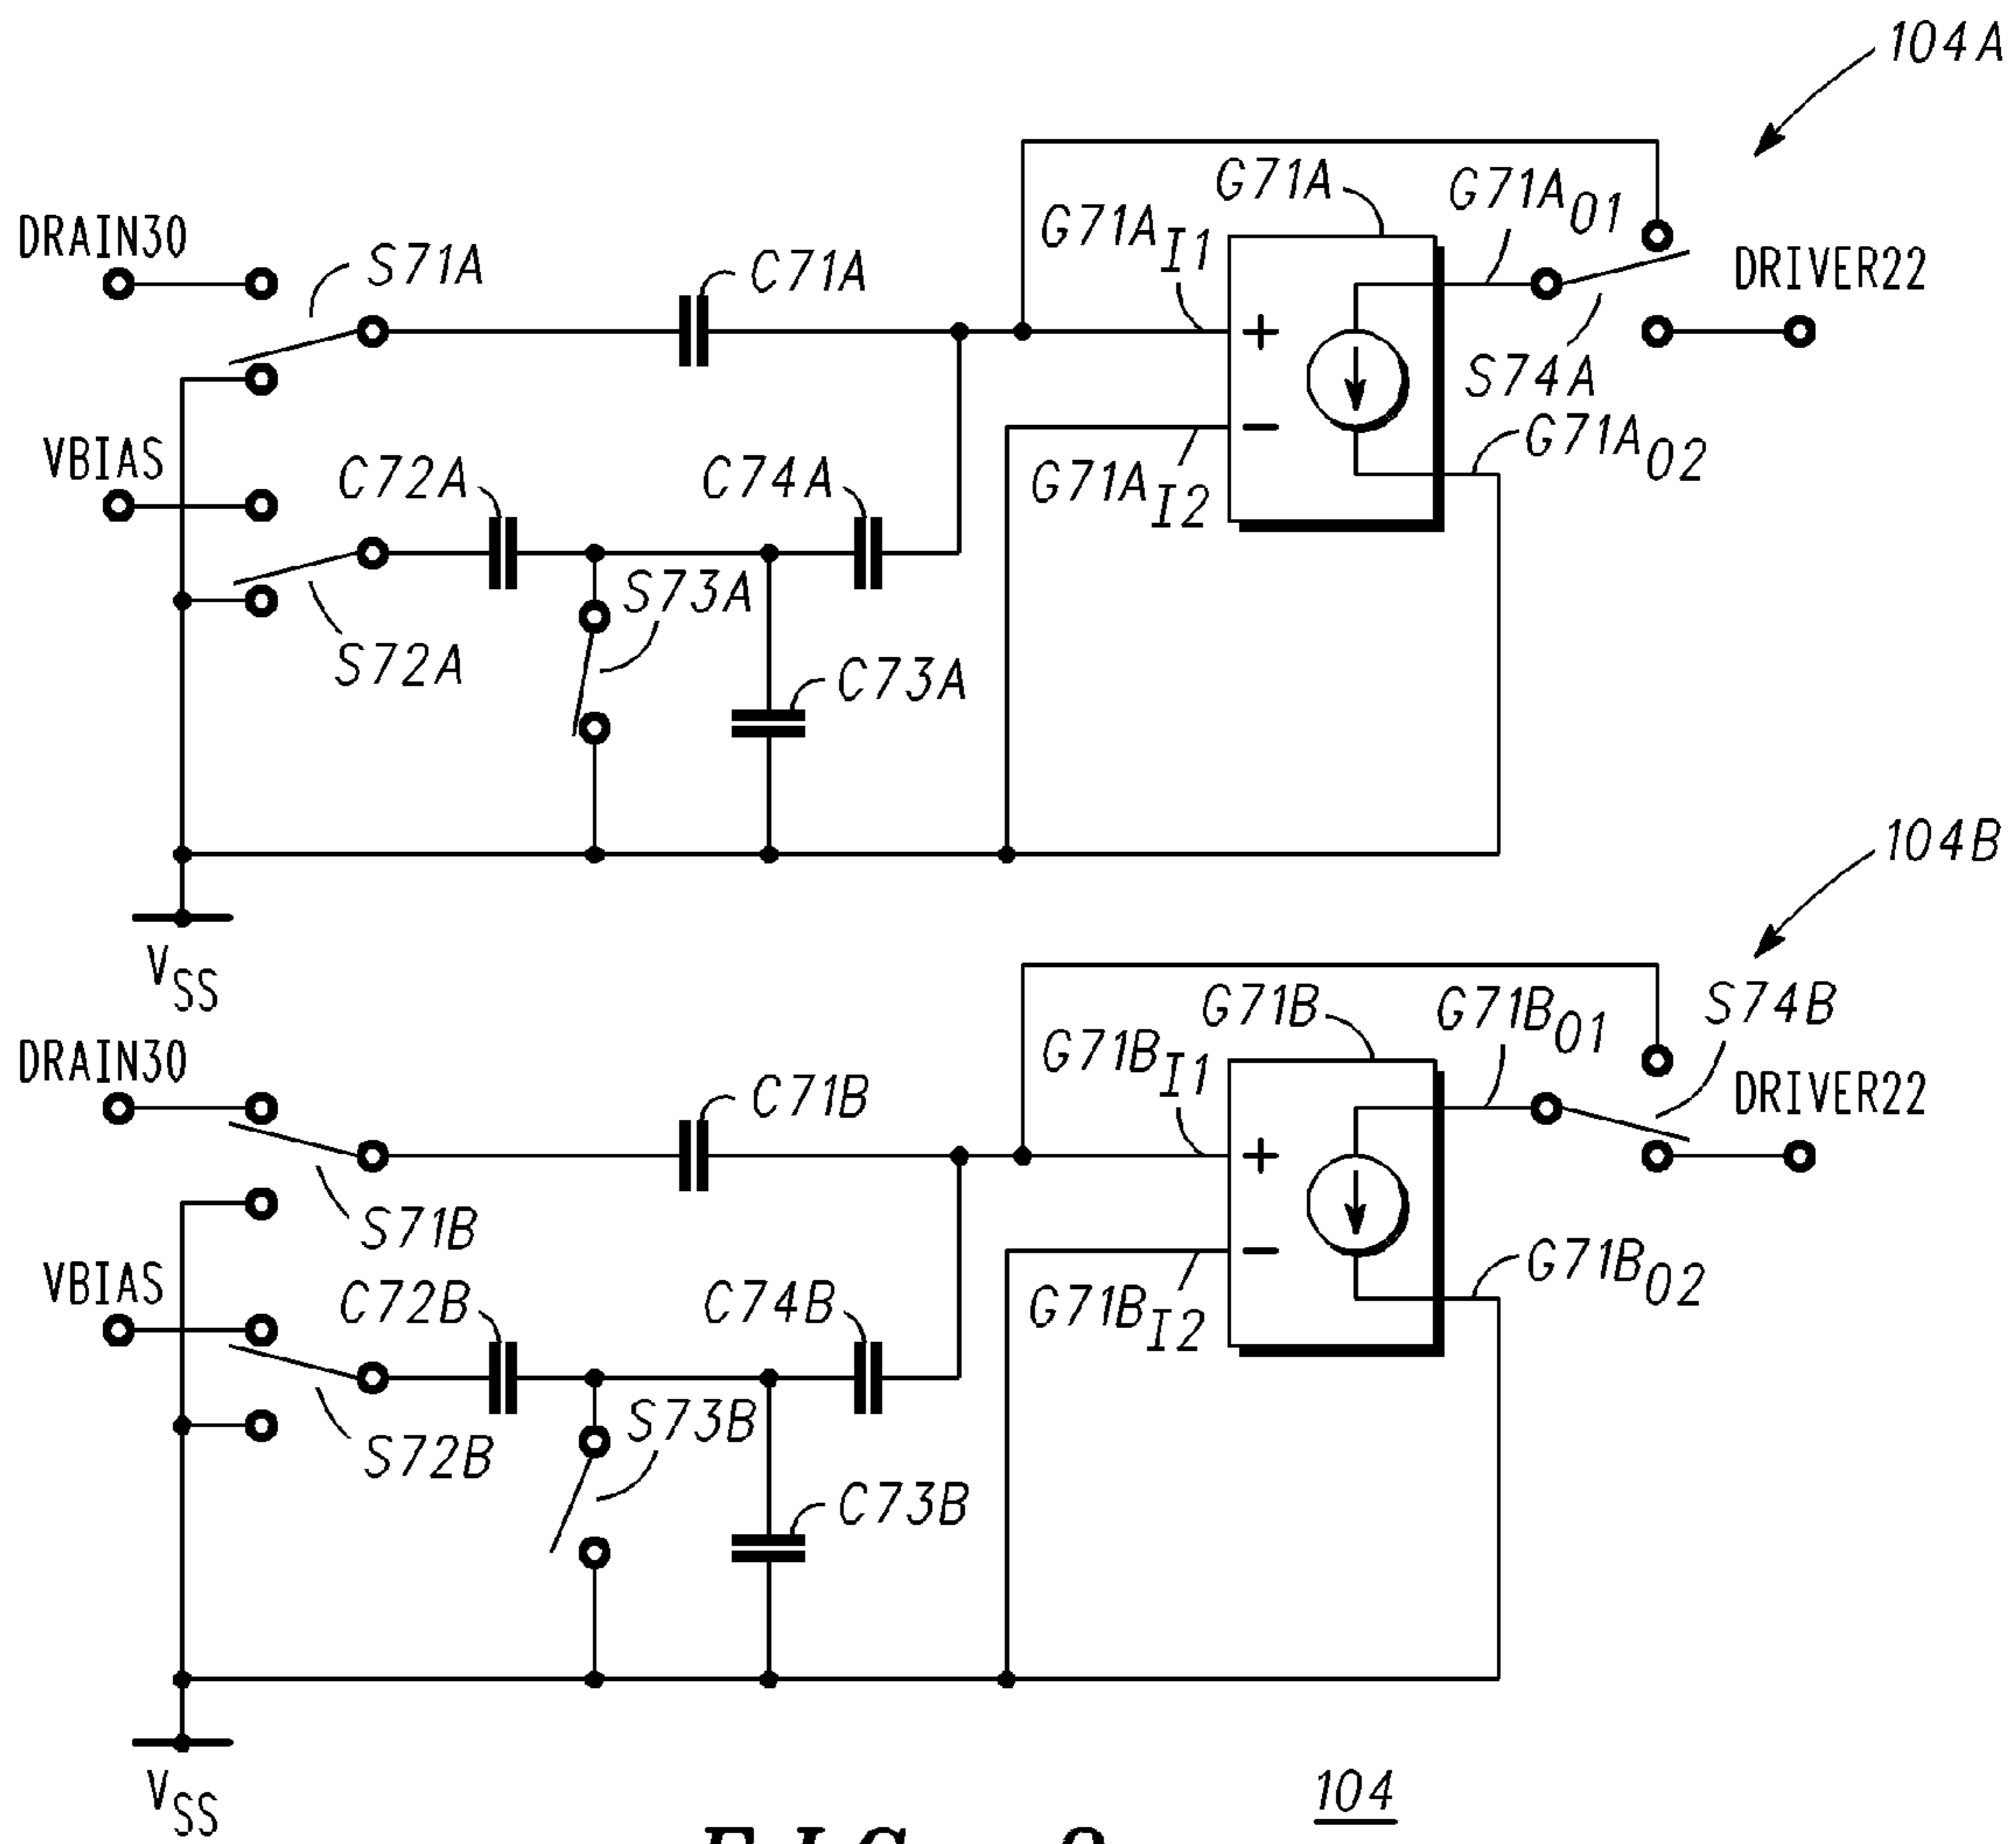 104A
G71A
G71A01
DRAIN30
S71A
C71A
G71AI1
DRIVER22
+
S74A
VBIAS
C72A
C74A
−
G71AI2
G71A02
S73A
S72A
C73A
104B
VSS
G71B
G71B01
S74B
DRAIN30
C71B
G71BI1
DRIVER22
+
S71B
VBIAS
C72B
C74B
−
G71BI2
G71B02
S72B
S73B
C73B
VSS
104